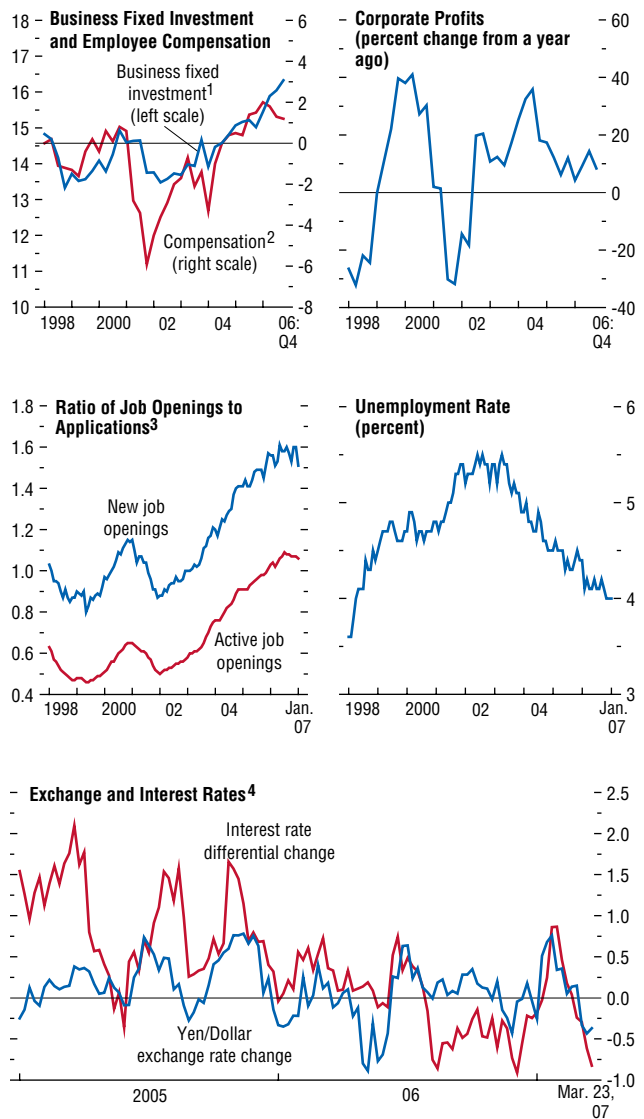 Business Fixed Investment
and Employee Compensation
18
17
16
15
14
13
12
11
10
6
4
2
0
-2
-4
-6
-8
Business fixed
investment1
(left scale)
Compensation2
(right scale)
1998
2000
02
04
06:
Q4
Corporate Profits
(percent change from a year
ago)
60
40
20
0
-20
-40
1998
2000
02
04
06:
Q4
Ratio of Job Openings to
Applications3
1.8
1.6
1.4
1.2
1.0
0.8
0.6
0.4
New job
openings
Active job
openings
1998
2000
02
04
Jan.
07
Unemployment Rate
(percent)
6
5
4
3
1998
2000
02
04
Jan.
07
Exchange and Interest Rates4
2.5
2.0
1.5
1.0
0.5
0.0
-0.5
-1.0
Interest rate
differential change
Yen/Dollar
exchange rate change
2005
06
Mar. 23,
07